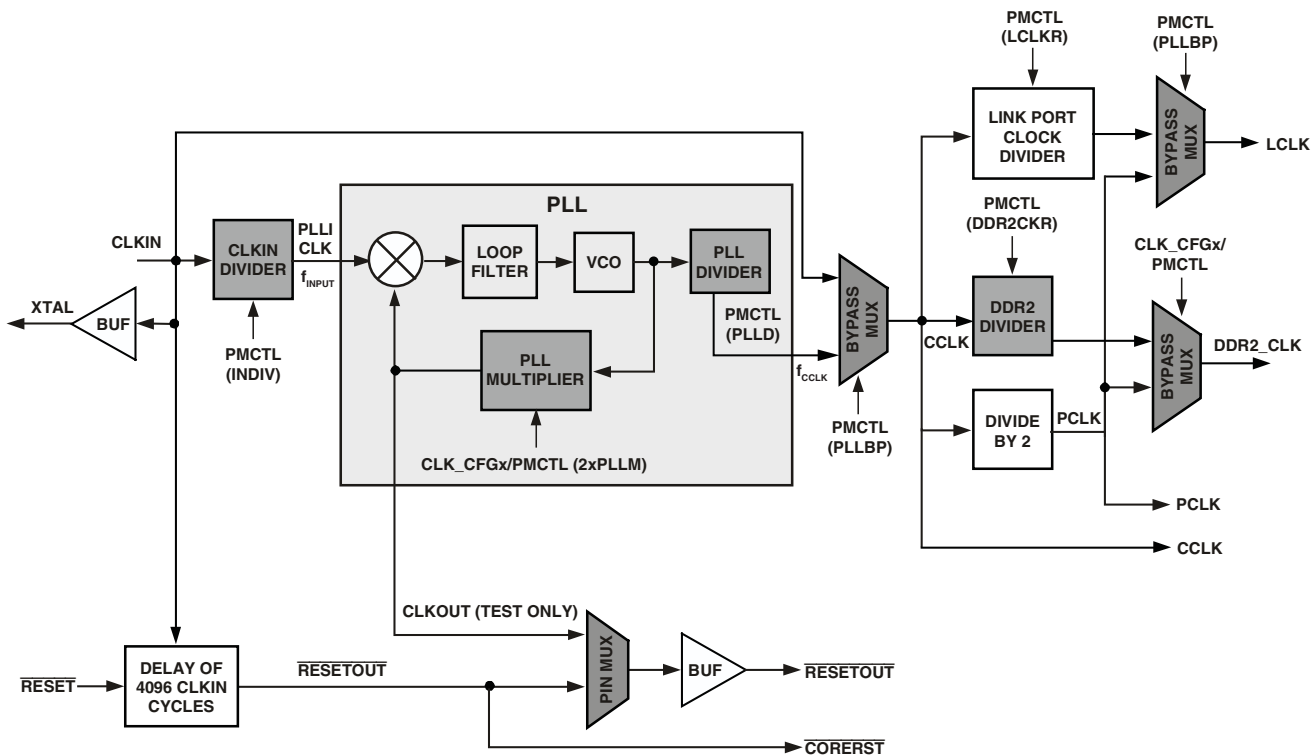 PMCTL
(LCLKR)
PMCTL
(PLLBP)
LINK PORT
CLOCK
DIVIDER
BYPASS
MUX
LCLK
PLL
CLKIN
CLKIN
DIVIDER
PLLI
CLK
fINPUT
LOOP
FILTER
VCO
PLL
DIVIDER
PMCTL
(PLLD)
PMCTL
(DDR2CKR)
CLK_CFGx/
PMCTL
XTAL
BUF
PMCTL
(INDIV)
PLL
MULTIPLIER
fCCLK
BYPASS
MUX
CCLK
DDR2
DIVIDER
BYPASS
MUX
DDR2_CLK
CLK_CFGx/PMCTL (2xPLLM)
PMCTL
(PLLBP)
DIVIDE
BY 2
PCLK
PCLK
CCLK
CLKOUT (TEST ONLY)
RESET
DELAY OF
4096 CLKIN
CYCLES
RESETOUT
PIN MUX
BUF
RESETOUT
CORERST